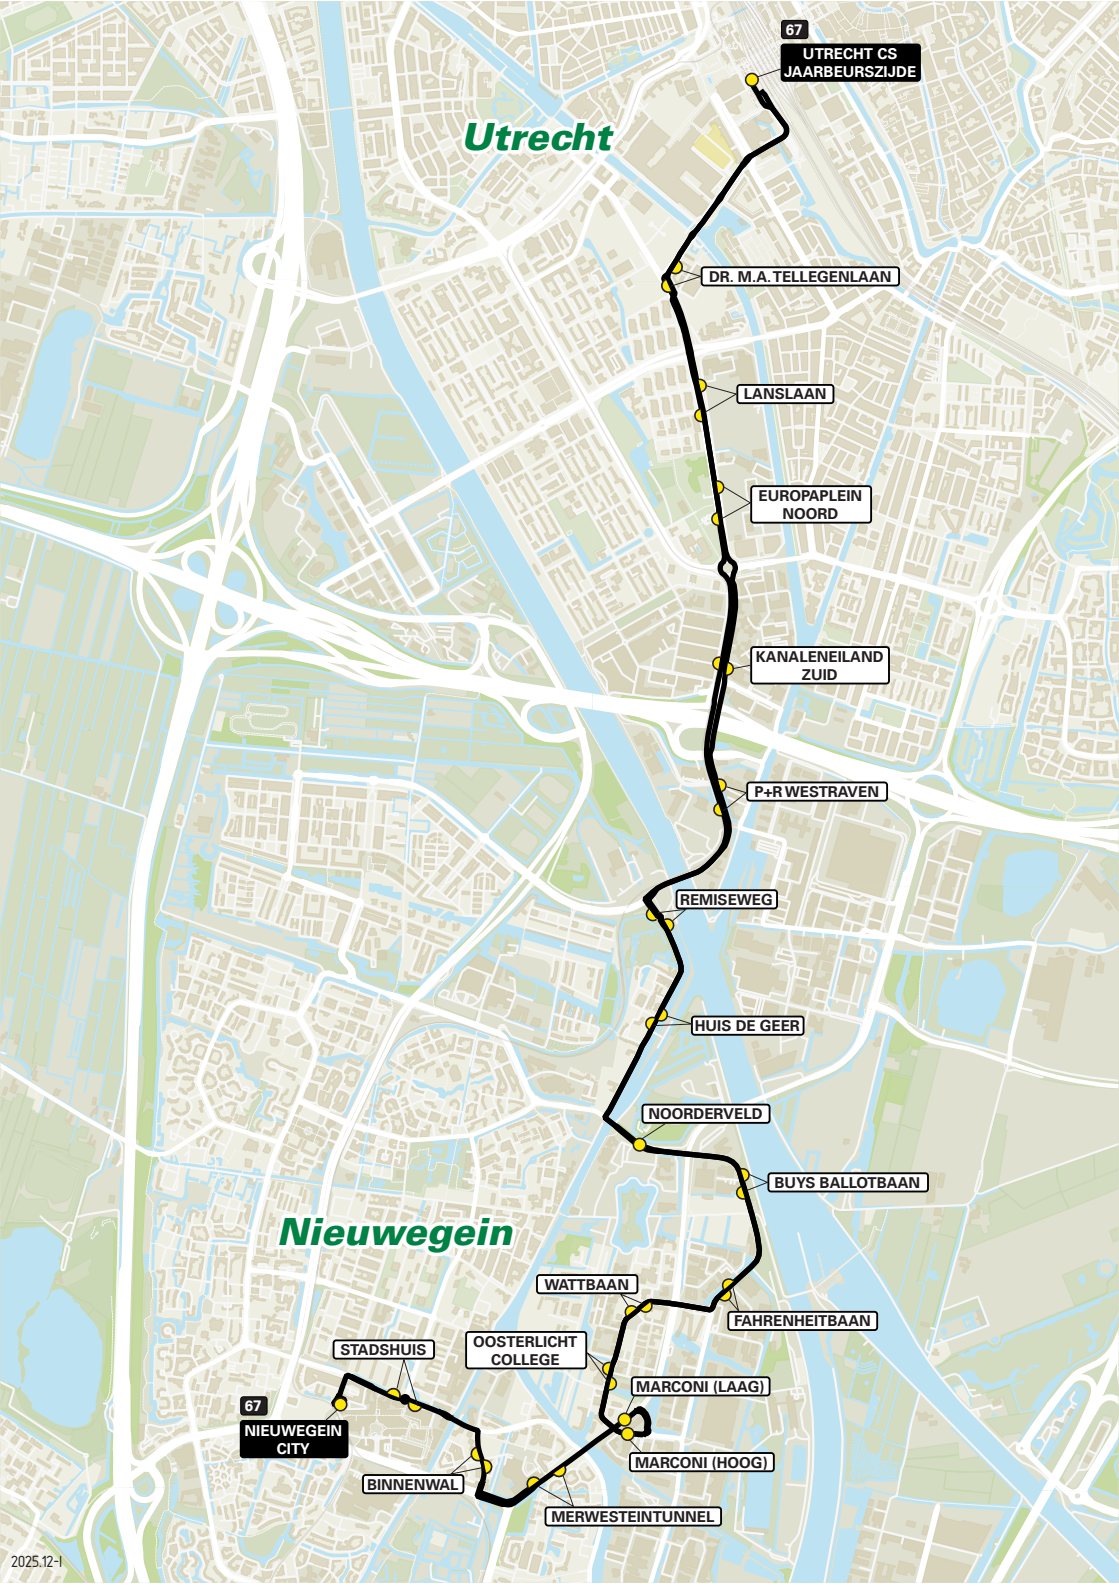 67
UTRECHT CS
JAARBEURSZIJDE
Utrecht
DR. M.A. TELLEGENLAAN
LANSLAAN
EUROPAPLEIN
NOORD
KANALENEILAND
ZUID
P+R WESTRAVEN
REMISEWEG
HUIS DE GEER
NOORDERVELD
BUYS BALLOTBAAN
Nieuwegein
WATTBAAN
FAHRENHEITBAAN
OOSTERLICHT
COLLEGE
STADSHUIS
MARCONI (LAAG)
67
NIEUWEGEIN
CITY
MARCONI (HOOG)
BINNENWAL
MERWESTEINTUNNEL
2025.12-I